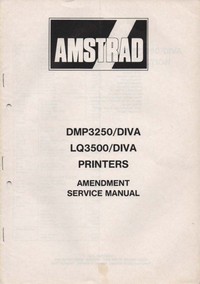 AMSTRAD
DMP3250/DIVA
LQ3500/DIVA
PRINTERS
AMENDMENT
SERVICE MANUAL